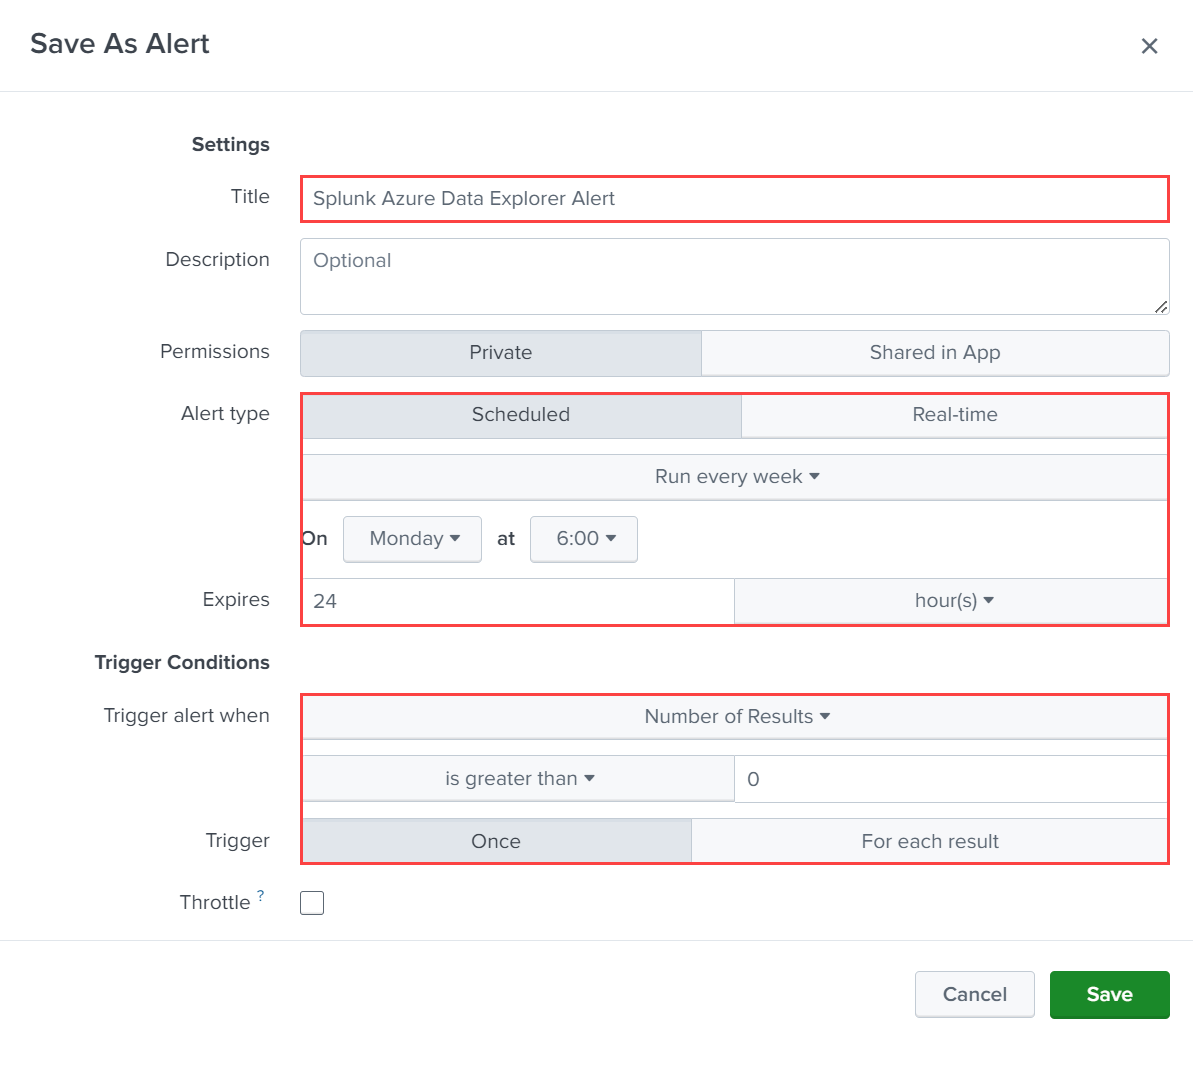 Save As Alert
Settings
Title Splunk Azure Data Explorer Alert
Description Optional
Permissions Private Shared in App
Alert type Scheduled Real-time
Run every week
On Monday at 6:00
Expires 24 hour(s)
Trigger Conditions
Trigger alert when Number of Results
is greater than 0
Trigger Once For each result
Throttle ?
Cancel Save